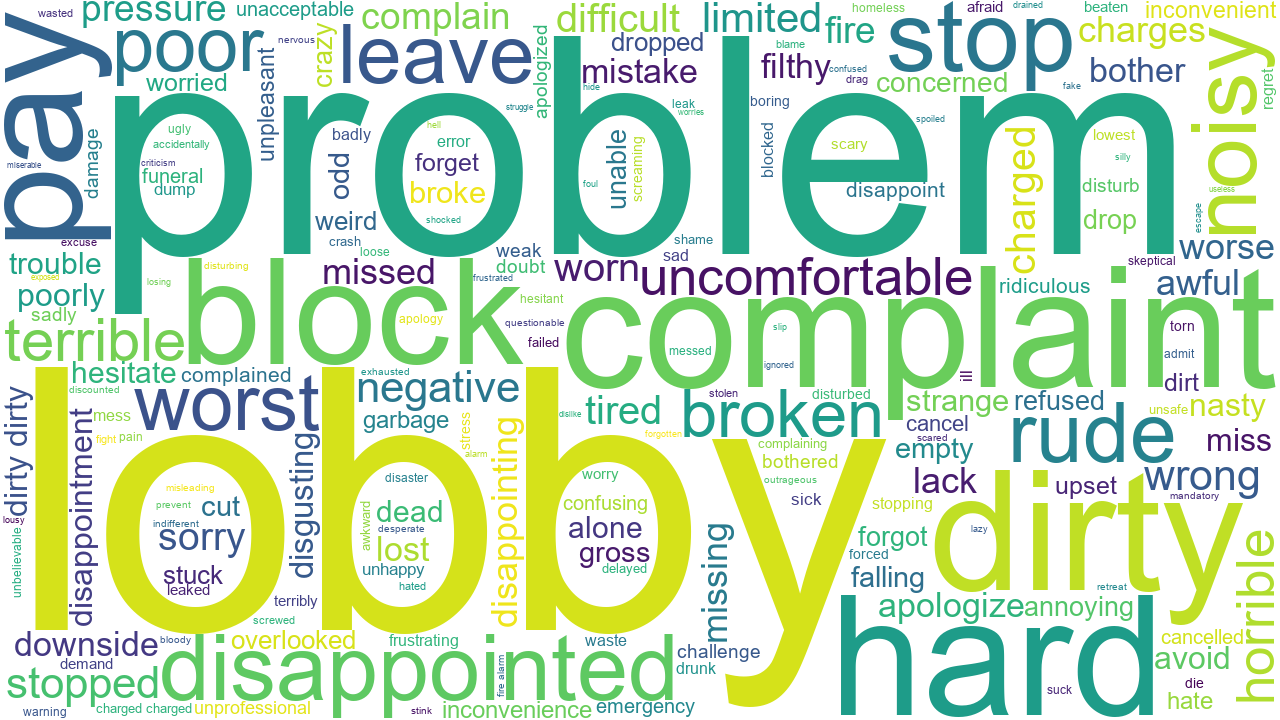 wasted
pressure
unacceptable
complain
difficult
limited
homeless
afraid
drained
beaten
inconvenient
poor
nervous
crazy
leave
apologized
dropped
blame
fire
stop
charges
pay
worried
unpleasant
mistake
hide
filthy
confused
drag
concerned
fake
bother
noisy
regret
problem
struggle
leak
worries
boring
ugly
accidentally
criticism
funeral
dump
damage
miserable
badly
odd
hell
error
forget
broke
shocked
unable
screaming
foul
blocked
scary
spoiled
disappoint
charged
lowest
silly
disturb
drop
useless
escape
weird
crash
loose
weak
doubt
shame
sad
excuse
trouble
exposed
poorly
sadly
losing
disturbing
missed
frustrated
worn
uncomfortable
ridiculous
skeptical
worse
awful
terrible
block
apology
hesitant
questionable
failed
complaint
slip
messed
ignored
torn
admit
dirt
ill
hesitate
complained
discounted
exhausted
negative
garbage
worst
dislike
tired
stolen
broken
disturbed
strange
refused
cancel
scared
unsafe
nasty
dirty dirty
disappointment
mess
fight
pain
disgusting
stress
alarm
disappointing
forgotten
complaining
bothered
outrageous
empty
rude
miss
lobby
misleading
prevent
cut
indifferent
sorry
stuck
leaked
disaster
dead
desperate
awkward
lost
unhappy
hated
worry
confusing
alone
gross
delayed
sick
lack
upset
wrong
mandatory
stopping
forgot
forced
falling
lazy
dirty
lousy
unbelievable
terribly
screwed
missing
retreat
horrible
apologize
annoying
hard
downside
bloody
overlooked
frustrating
waste
challenge
drunk
cancelled
avoid
demand
stopped
disappointed
fire alarm
suck
die
hate
warning
charged charged
unprofessional
stink
inconvenience
emergency